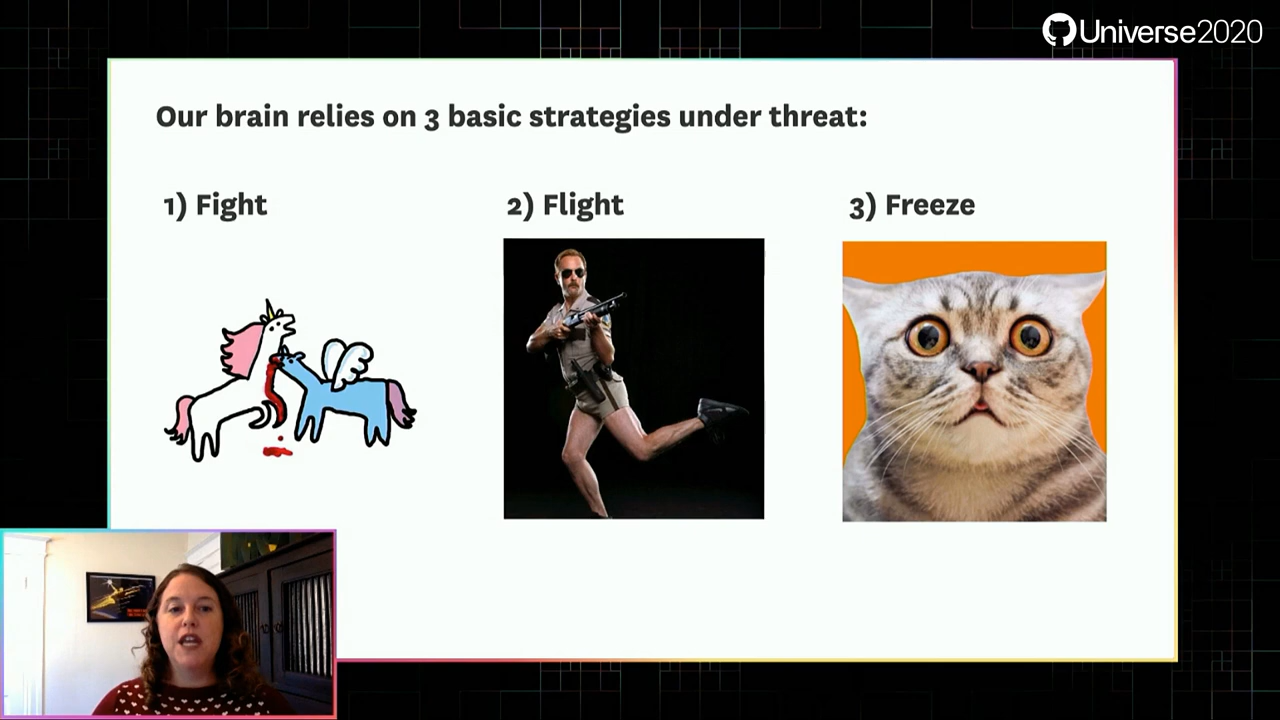 Universe2020
Our brain relies on 3 basic strategies under threat:
1) Fight
2) Flight
3) Freeze